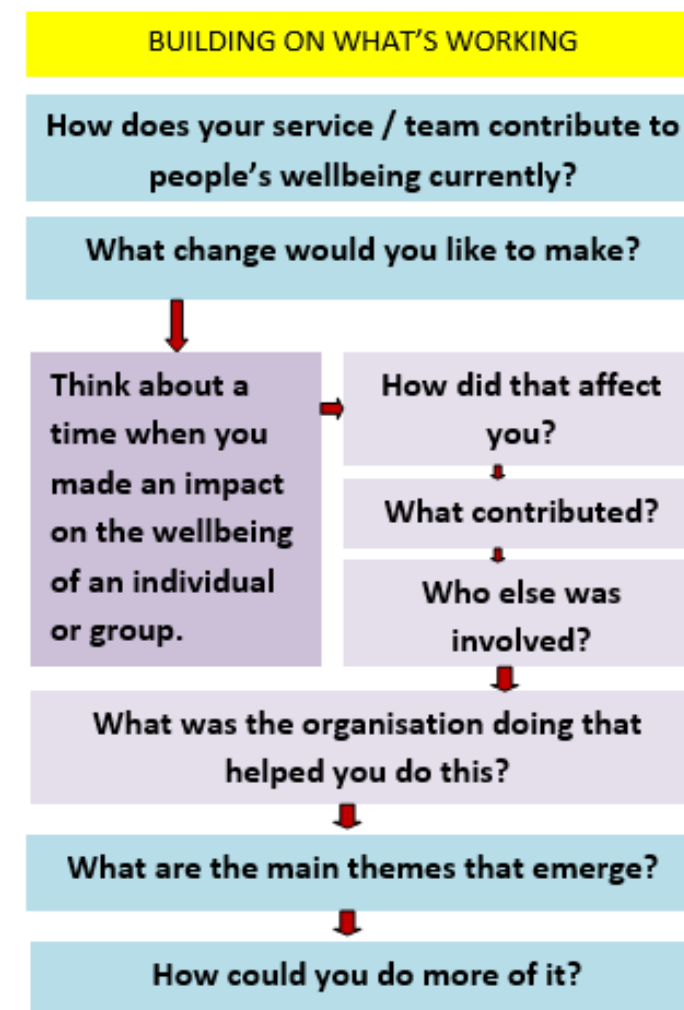 BUILDING ON WHAT'S WORKING
How does your service / team contribute to
people's wellbeing currently?
What change would you like to make?
Think about a
time when you
made an impact
on the wellbeing
of an individual
or group.
How did that affect
you?
What contributed?
Who else was
involved?
What was the organisation doing that
helped you do this?
What are the main themes that emerge?
How could you do more of it?